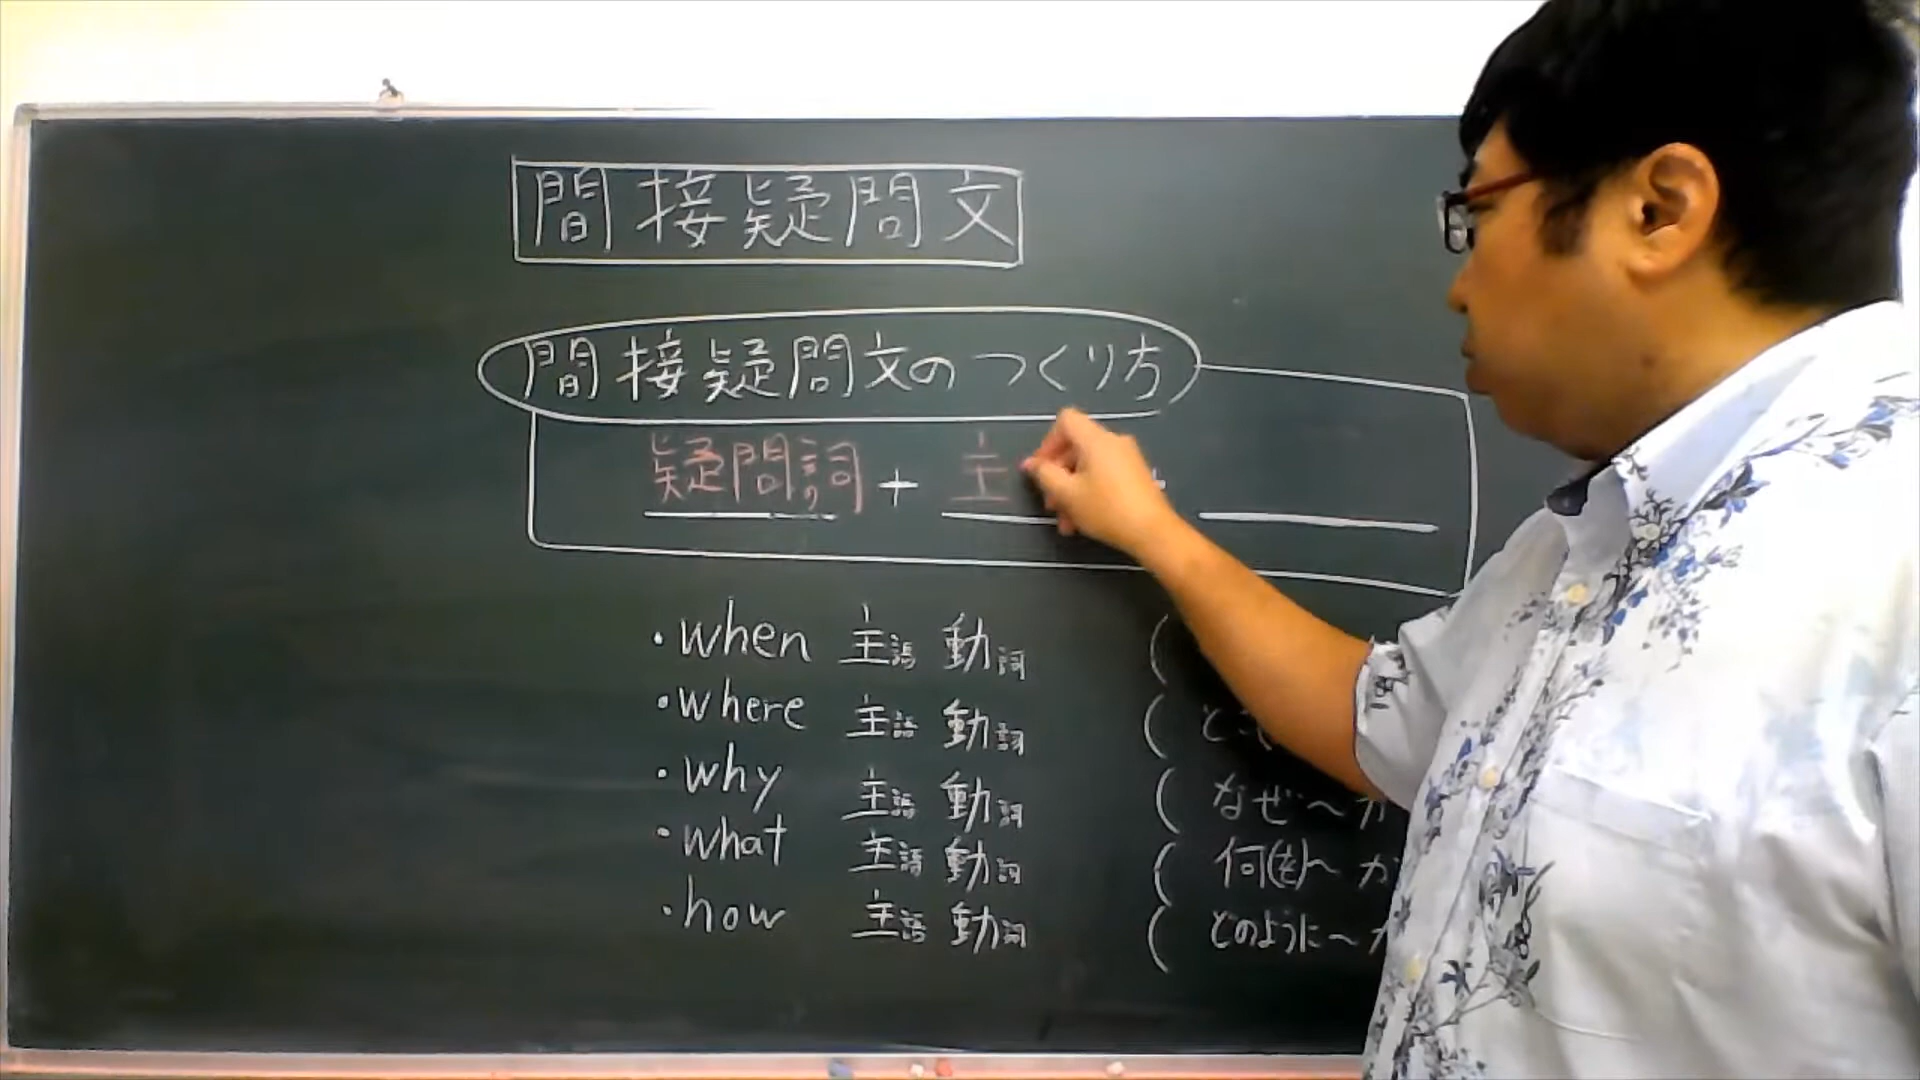 間接疑問文
間接疑問文のつくり方
疑問詞 + 主 +
・when 主語 動詞 (
・where 主語 動詞 ( どこ
・why 主語 動詞 ( なぜ〜か
・what 主語 動詞 ( 何(を)〜か
・how 主語 動詞 ( どのように〜か